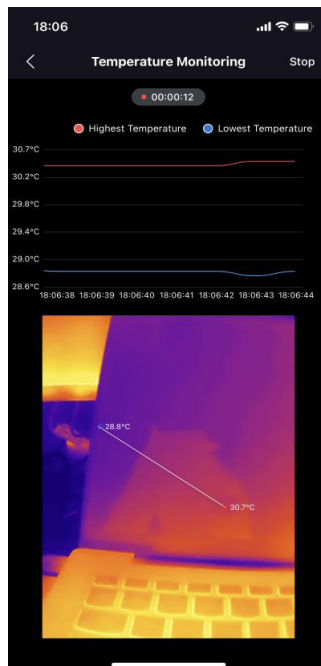 18:06
Temperature Monitoring Stop
00:00:12
Highest Temperature Lowest Temperature
30.7°C
30.2°C
29.8°C
29.4°C
29.0°C
28.6°C
18:06:38 18:06:39 18:06:40 18:06:41 18:06:42 18:06:43 18:06:44
28.8°C
30.7°C